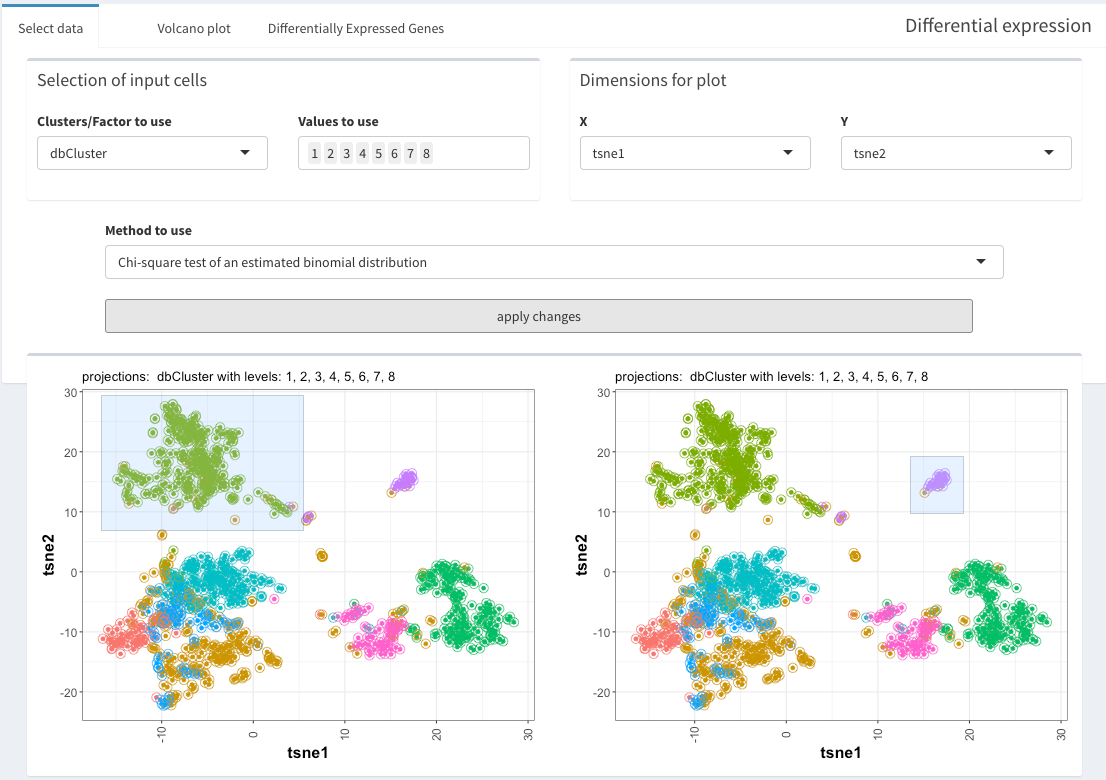 Select data Volcano plot Differentially Expressed Genes Differential expression
Selection of input cells
Clusters/Factor to use
dbCluster
Values to use
1 2 3 4 5 6 7 8
Dimensions for plot
X
tsne1
Y
tsne2
Method to use
Chi-square test of an estimated binomial distribution
apply changes
projections: dbCluster with levels: 1, 2, 3, 4, 5, 6, 7, 8
30
20
10
0
-10
-20
tsne2
-10 0 10 20 30
tsne1
projections: dbCluster with levels: 1, 2, 3, 4, 5, 6, 7, 8
30
20
10
0
-10
-20
tsne2
-10 0 10 20 30
tsne1